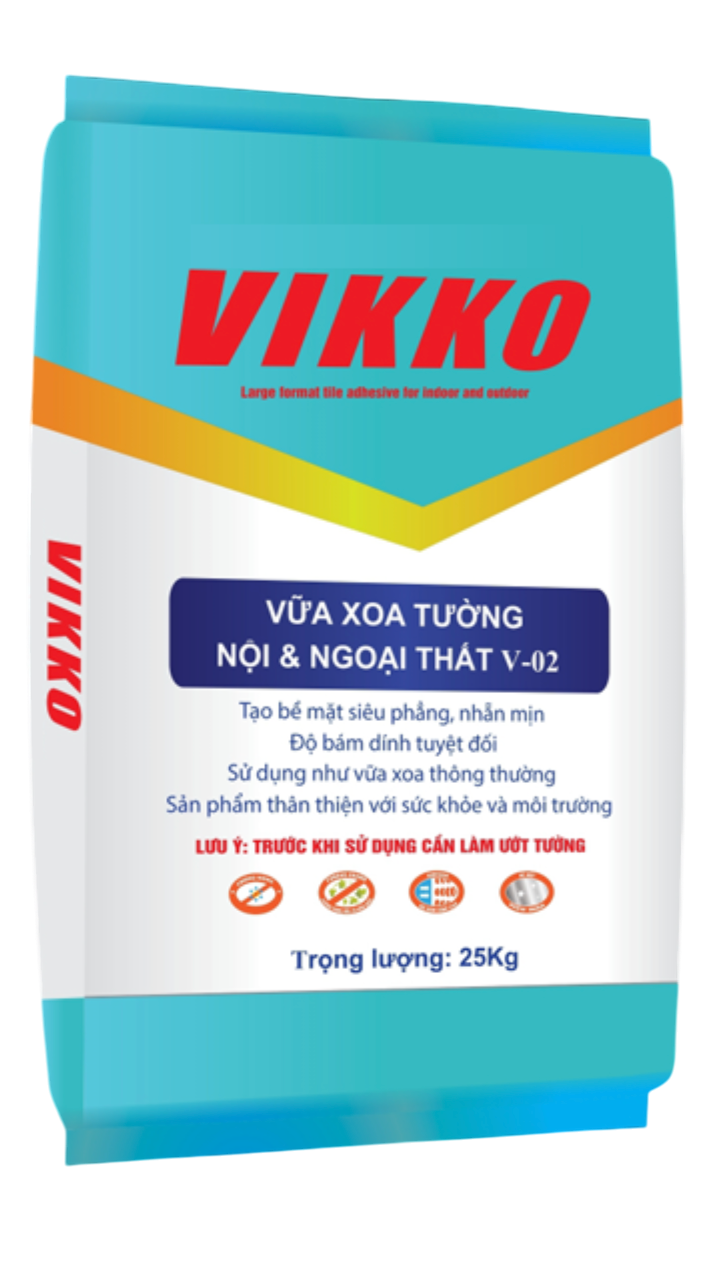 VIKKO
Large format tile adhesive for indoor and outdoor
VIKKO
VỮA XOA TƯỜNG
NỘI & NGOẠI THẤT V-02
Tạo bể mặt siêu phẳng, nhẵn mịn
Độ bám dính tuyệt đối
Sử dụng như vữa xoa thông thường
Sản phẩm thân thiện với sức khỏe và môi trường
LƯU Ý: TRƯỚC KHI SỬ DỤNG CẦN LÀM ƯỚT TƯỜNG
Trọng lượng: 25Kg